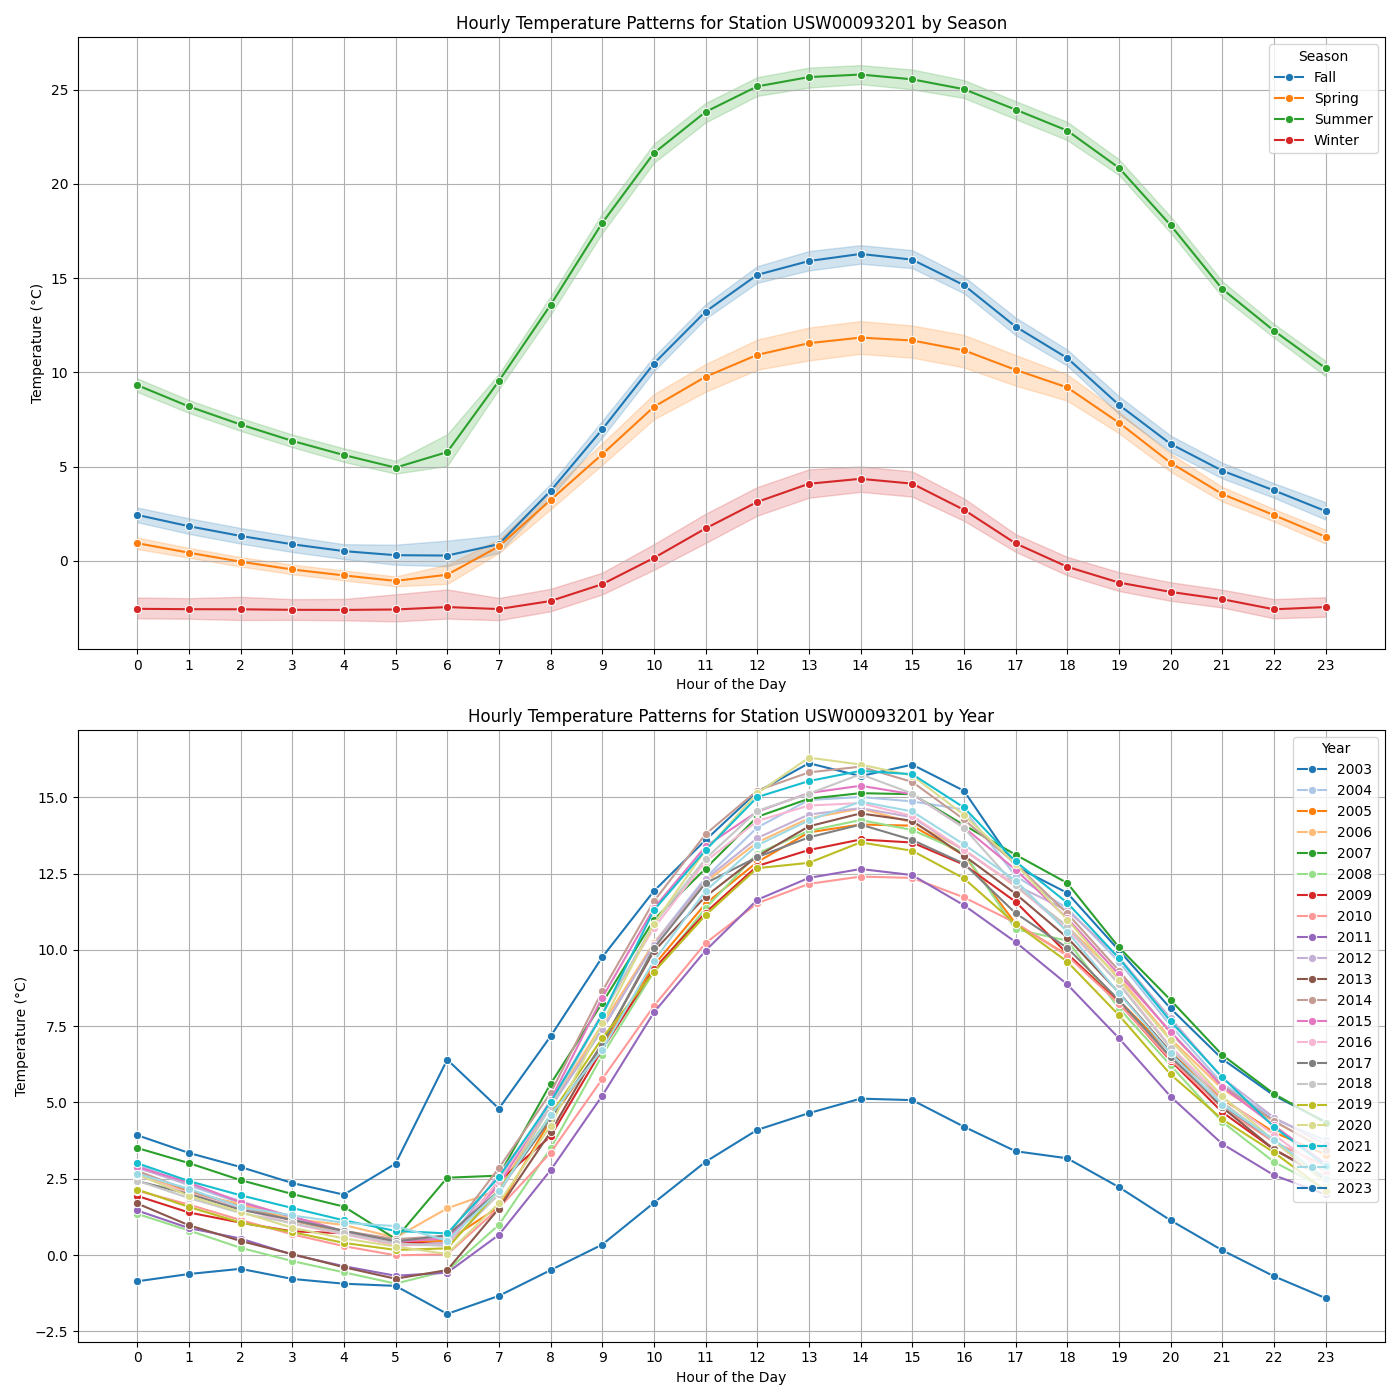 Hourly Temperature Patterns for Station USW00093201 by Season
Season
Fall
Spring
Summer
Winter
25
20
15
10
5
0
Temperature (°C)
0 1 2 3 4 5 6 7 8 9 10 11 12 13 14 15 16 17 18 19 20 21 22 23
Hour of the Day
Hourly Temperature Patterns for Station USW00093201 by Year
Year
2003
2004
2005
2006
2007
2008
2009
2010
2011
2012
2013
2014
2015
2016
2017
2018
2019
2020
2021
2022
2023
15.0
12.5
10.0
7.5
5.0
2.5
0.0
−2.5
Temperature (°C)
0 1 2 3 4 5 6 7 8 9 10 11 12 13 14 15 16 17 18 19 20 21 22 23
Hour of the Day